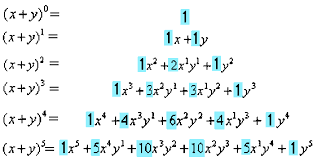 (x+y)⁰ = 1
(x+y)¹ = 1x+1y
(x+y)² = 1x²+2x¹y¹+1y²
(x+y)³ = 1x³+3x²y¹+3x¹y²+1y³
(x+y)⁴ = 1x⁴+4x³y¹+6x²y²+4x¹y³+1y⁴
(x+y)⁵= 1x⁵+5x⁴y¹+10x³y²+10x²y³+5x¹y⁴+1y⁵